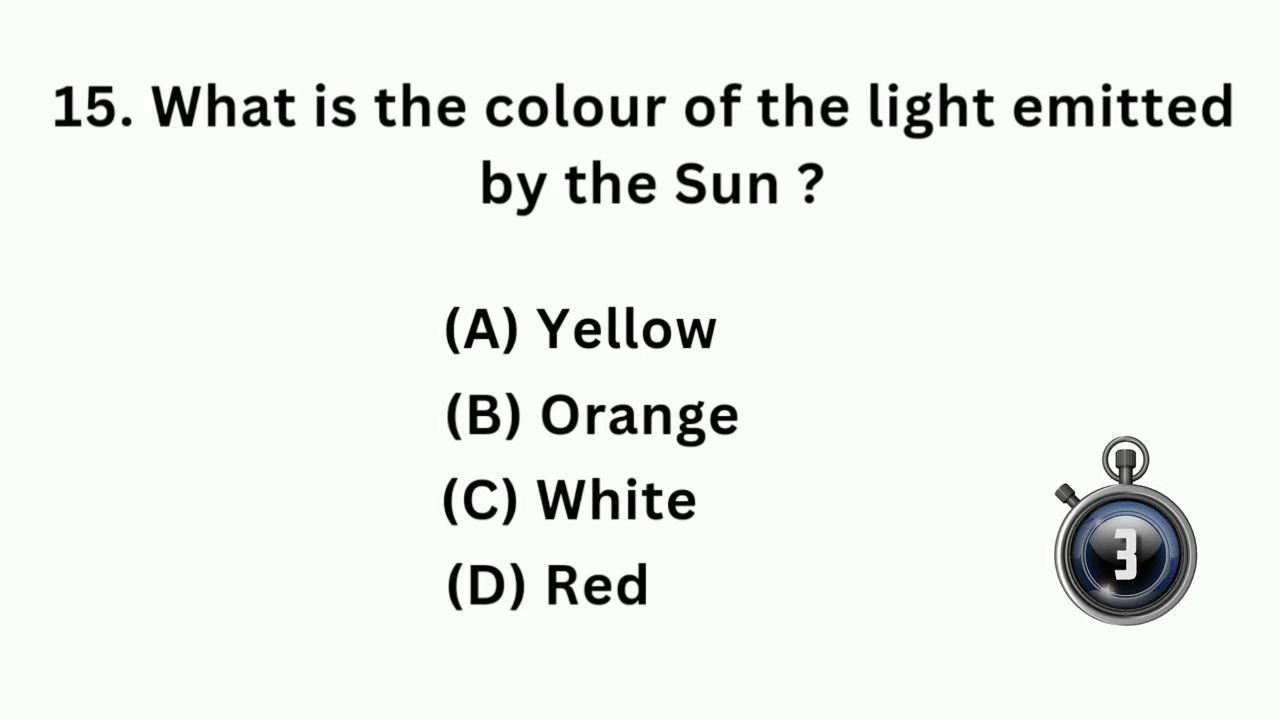 15. What is the colour of the light emitted
by the Sun ?
(A) Yellow
(B) Orange
(C) White
(D) Red
3